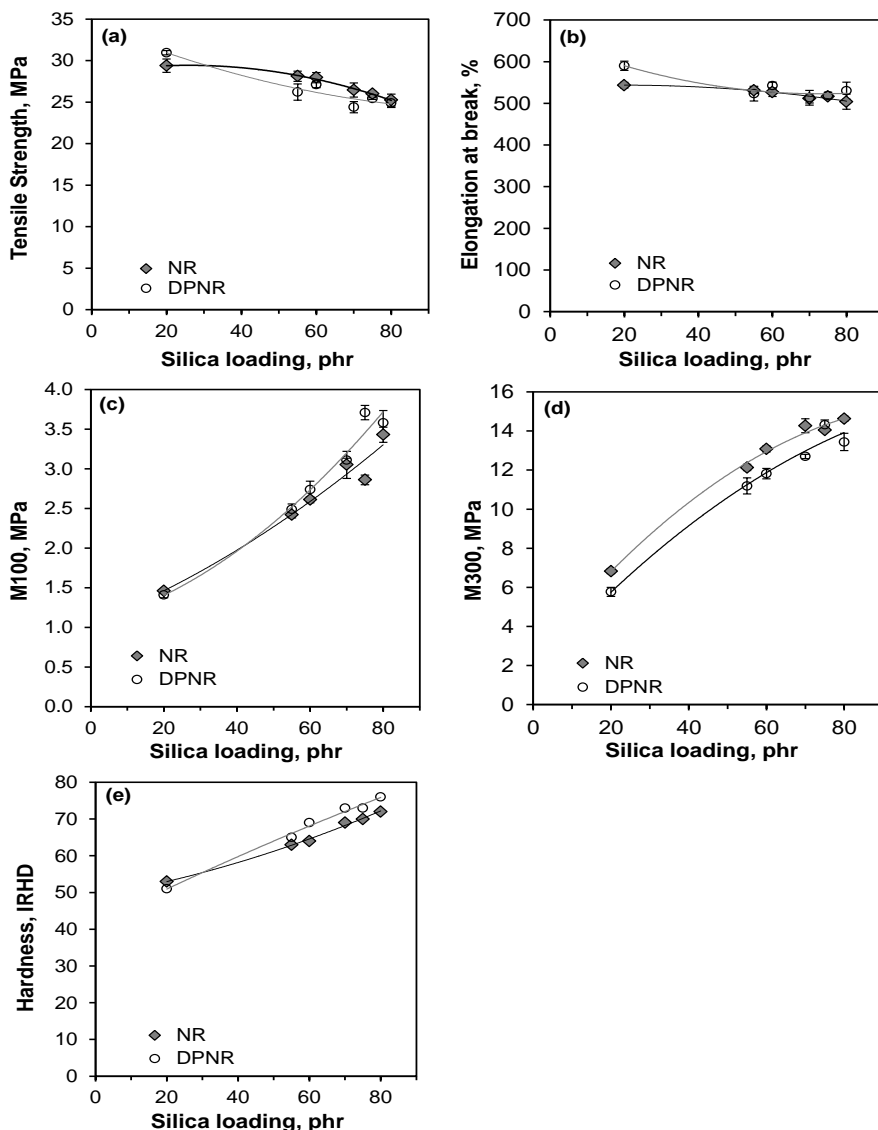 (a)
Tensile Strength, MPa
35
30
25
20
15
10
5
0
NR
DPNR
0 20 40 60 80
Silica loading, phr
(b)
Elongation at break, %
700
600
500
400
300
200
100
0
NR
DPNR
0 20 40 60 80
Silica loading, phr
(c)
M100, MPa
4.0
3.5
3.0
2.5
2.0
1.5
1.0
0.5
0.0
NR
DPNR
0 20 40 60 80
Silica loading, phr
(d)
M300, MPa
16
14
12
10
8
6
4
2
0
NR
DPNR
0 20 40 60 80
Silica loading, phr
(e)
Hardness, IRHD
80
70
60
50
40
30
20
10
0
NR
DPNR
0 20 40 60 80
Silica loading, phr